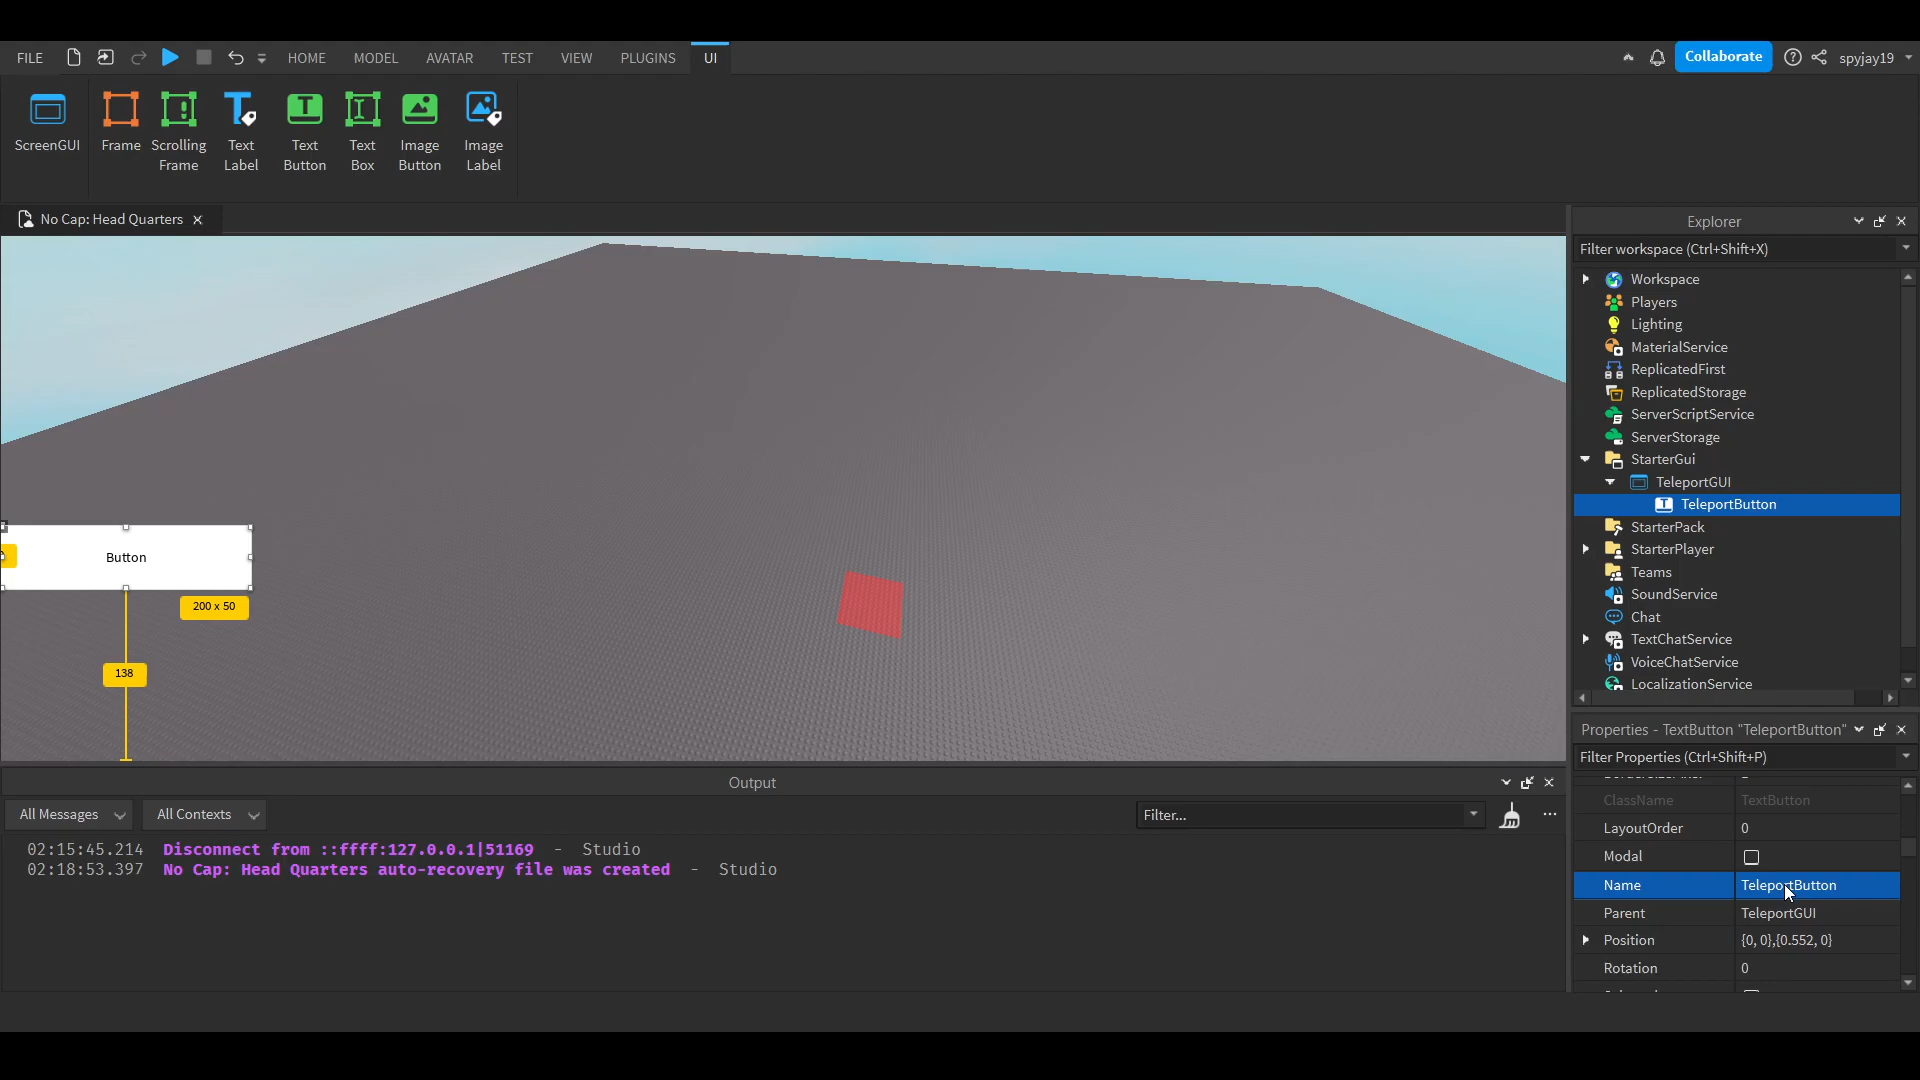 FILE
HOME
MODEL
AVATAR
TEST
VIEW
PLUGINS
UI
Collaborate
spyjay19
ScreenGUI
Frame
Scrolling
Frame
Text
Label
Text
Button
Text
Box
Image
Button
Image
Label
No Cap: Head Quarters
Button
200 x 50
138
Explorer
Filter workspace (Ctrl+Shift+X)
Workspace
Players
Lighting
MaterialService
ReplicatedFirst
ReplicatedStorage
ServerScriptService
ServerStorage
StarterGui
TeleportGUI
TeleportButton
StarterPack
StarterPlayer
Teams
SoundService
Chat
TextChatService
VoiceChatService
LocalizationService
Properties - TextButton "TeleportButton"
Filter Properties (Ctrl+Shift+P)
ClassName TextButton
LayoutOrder 0
Modal
Name TeleportButton
Parent TeleportGUI
Position {0, 0},{0.552, 0}
Rotation 0
Output
All Messages
All Contexts
Filter...
02:15:45.214 Disconnect from ::ffff:127.0.0.1|51169 - Studio
02:18:53.397 No Cap: Head Quarters auto-recovery file was created - Studio